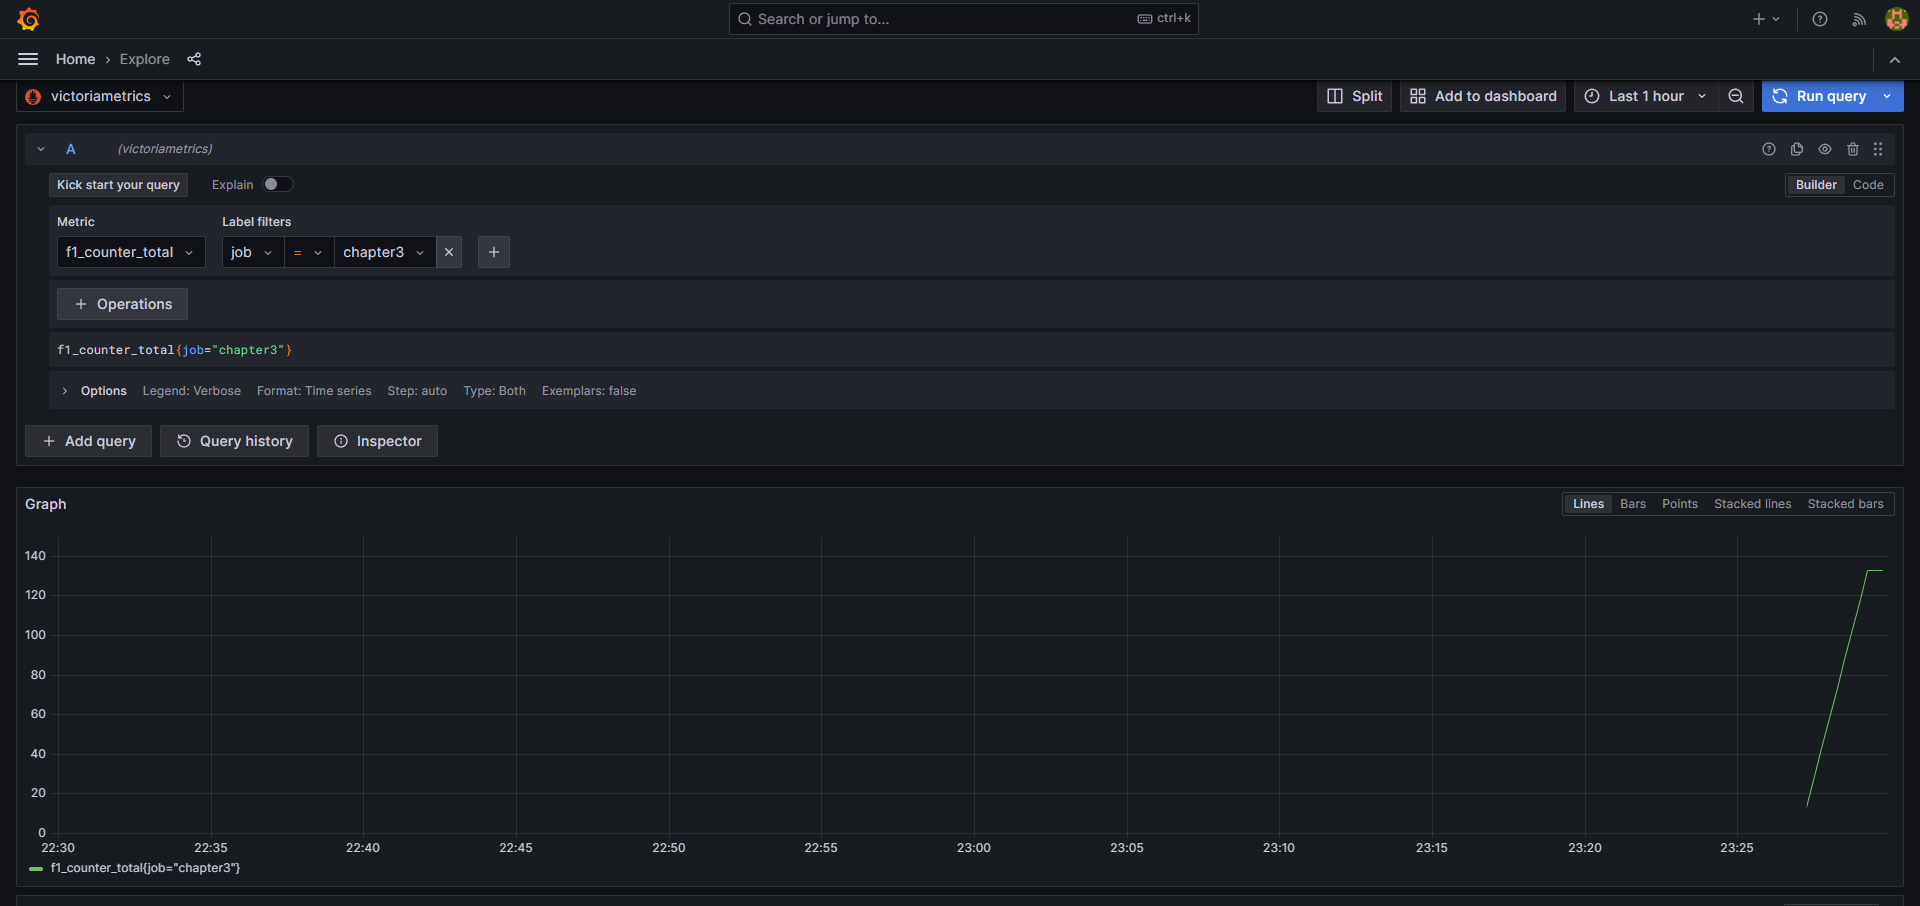 Search or jump to... ctrl+k
Home › Explore
victoriametrics Split Add to dashboard Last 1 hour Run query
A (victoriametrics)
Kick start your query Explain Builder Code
Metric Label filters
f1_counter_total job = chapter3
Operations
f1_counter_total{job="chapter3"}
Options Legend: Verbose Format: Time series Step: auto Type: Both Exemplars: false
Add query Query history Inspector
Graph Lines Bars Points Stacked lines Stacked bars
140
120
100
80
60
40
20
0
22:30 22:35 22:40 22:45 22:50 22:55 23:00 23:05 23:10 23:15 23:20 23:25
f1_counter_total{job="chapter3"}